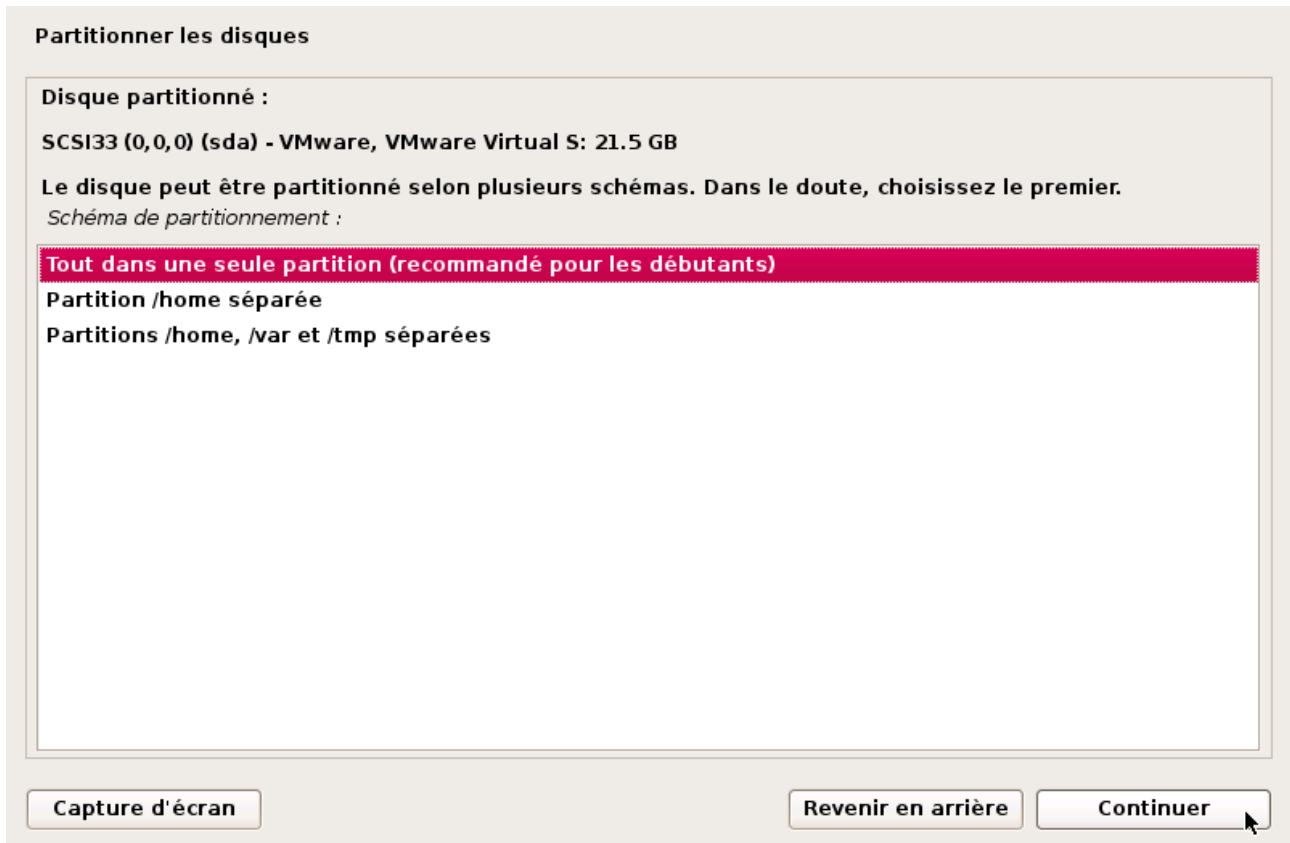 Partitionner les disques
Disque partitionné :
SCSI33 (0,0,0) (sda) - VMware, VMware Virtual S: 21.5 GB
Le disque peut être partitionné selon plusieurs schémas. Dans le doute, choisissez le premier.
Schéma de partitionnement :
Tout dans une seule partition (recommandé pour les débutants)
Partition /home séparée
Partitions /home, /var et /tmp séparées
Capture d'écran
Revenir en arrière
Continuer